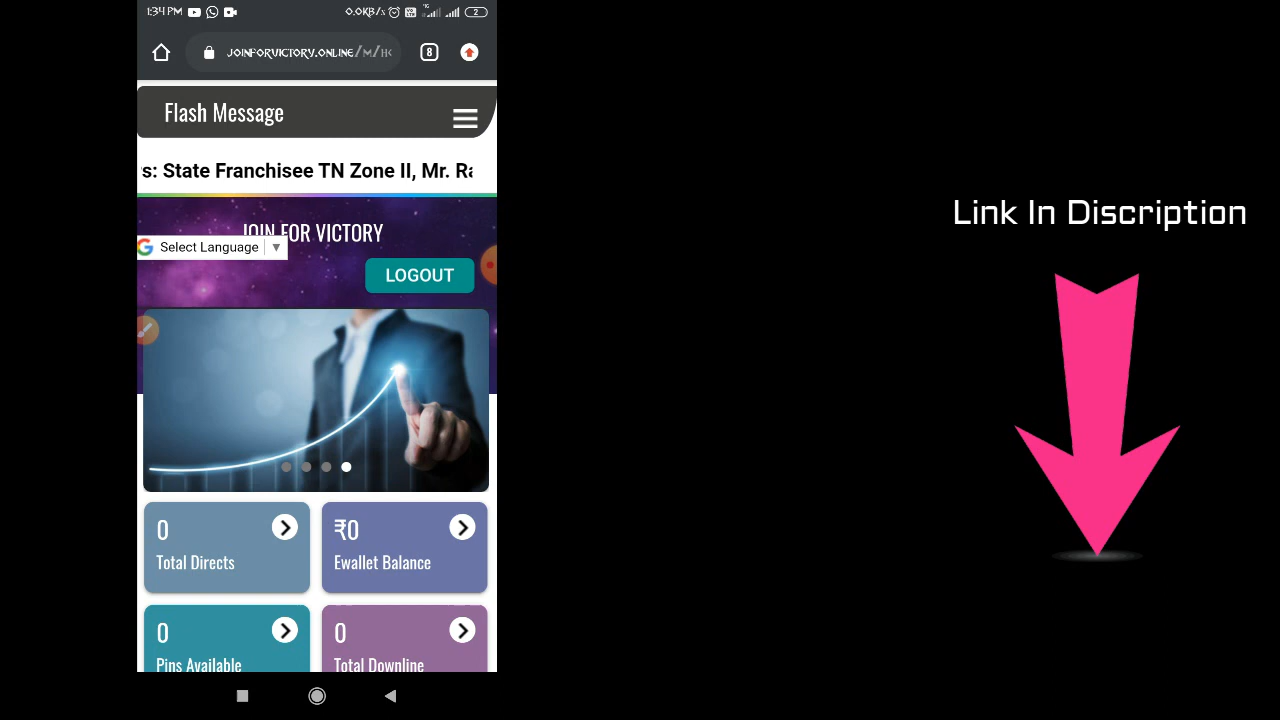 1:34 PM
0.0KB/s
4G
2
JOINFORVICTORY.ONLINE/M/H
8
Flash Message
s: State Franchisee TN Zone II, Mr. Ra
JOIN FOR VICTORY
G Select Language ▼
LOGOUT
0
Total Directs
₹0
Ewallet Balance
0
Pins Available
0
Total Downline
Link In Discription